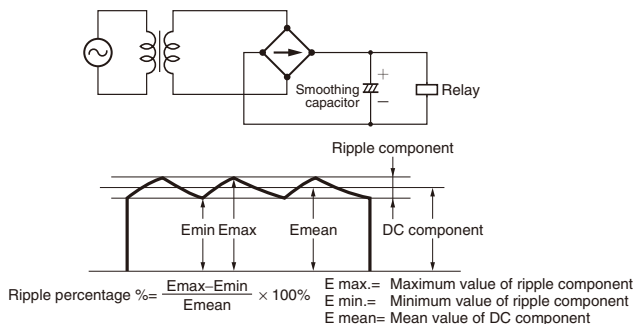 +
Smoothing
capacitor
−
Relay
Ripple component
Emin Emax
Emean
DC component
Ripple percentage %= Emax–Emin / Emean × 100%
E max.= Maximum value of ripple component
E min.= Minimum value of ripple component
E mean= Mean value of DC component